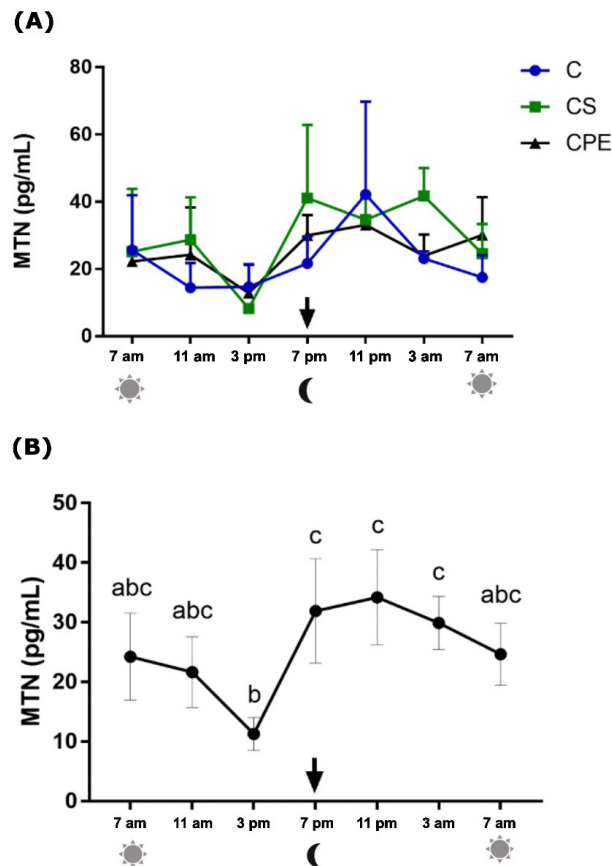 (A)
80
60
40
20
0
MTN (pg/mL)
C
CS
CPE
7 am 11 am 3 pm 7 pm 11 pm 3 am 7 am
(B)
50
40
30
20
10
0
MTN (pg/mL)
abc abc b c c c abc
7 am 11 am 3 pm 7 pm 11 pm 3 am 7 am